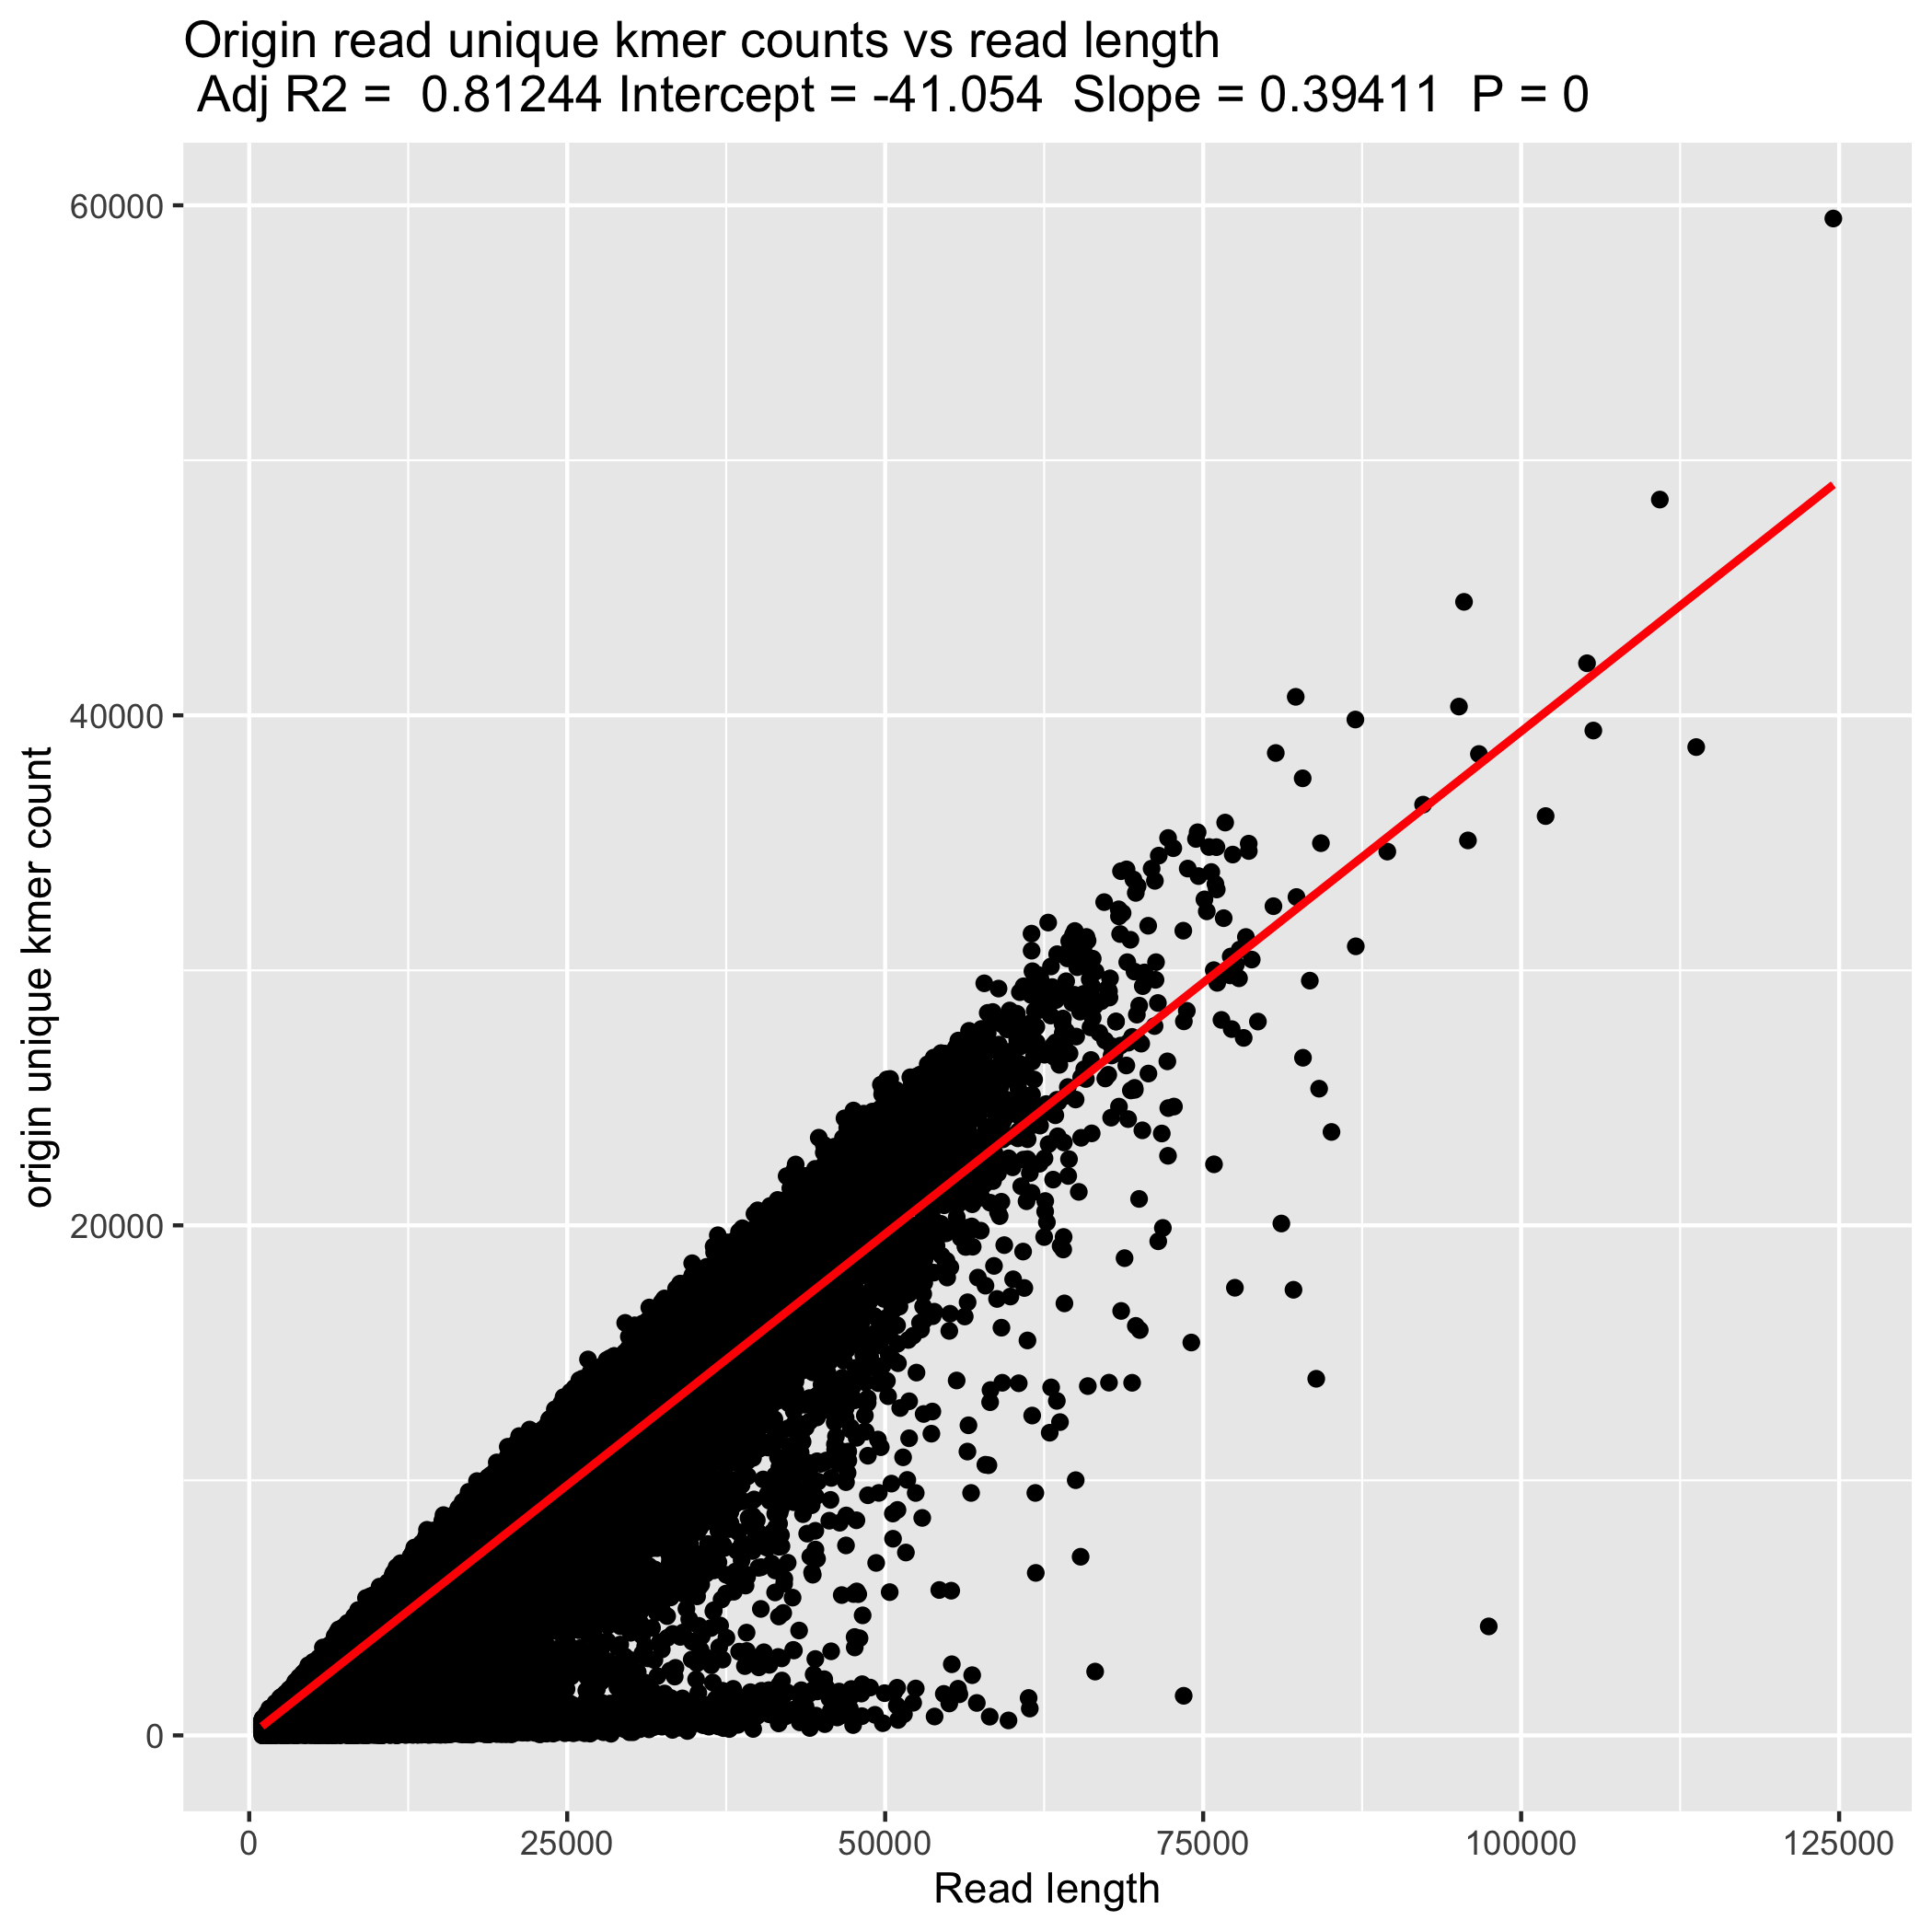 Origin read unique kmer counts vs read length
Adj R2 =  0.81244 Intercept = -41.054  Slope = 0.39411  P = 0
60000
40000
20000
0
origin unique kmer count
0 25000 50000 75000 100000 125000
Read length